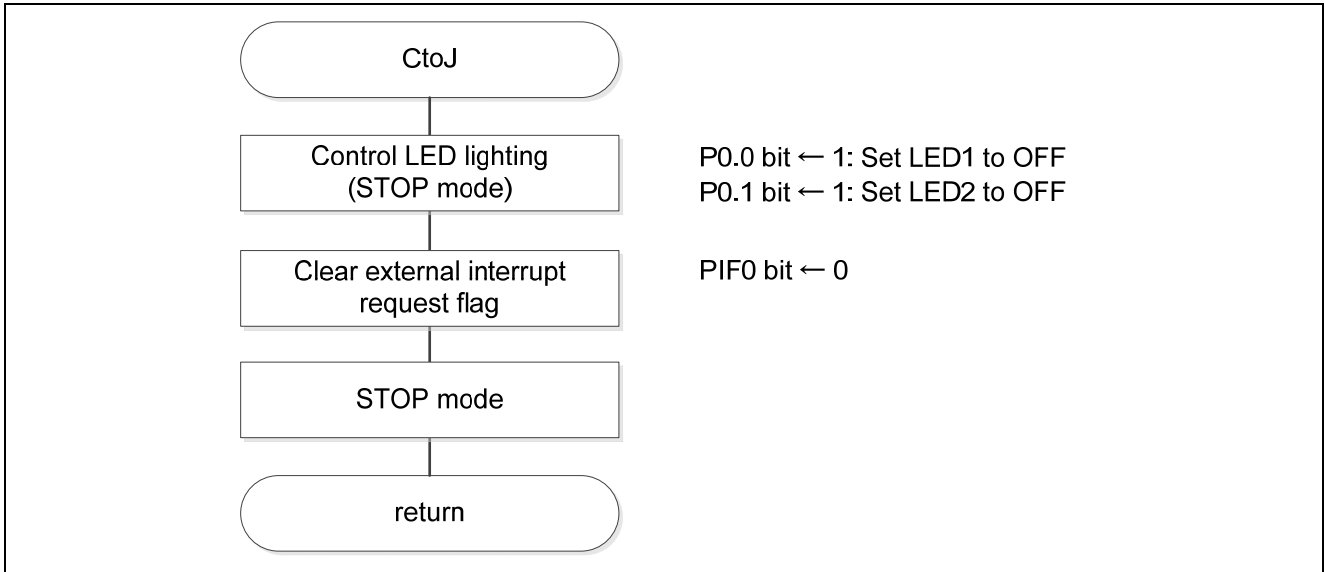 CtoJ
Control LED lighting
(STOP mode)
P0.0 bit ← 1: Set LED1 to OFF
P0.1 bit ← 1: Set LED2 to OFF
Clear external interrupt
request flag
PIF0 bit ← 0
STOP mode
return